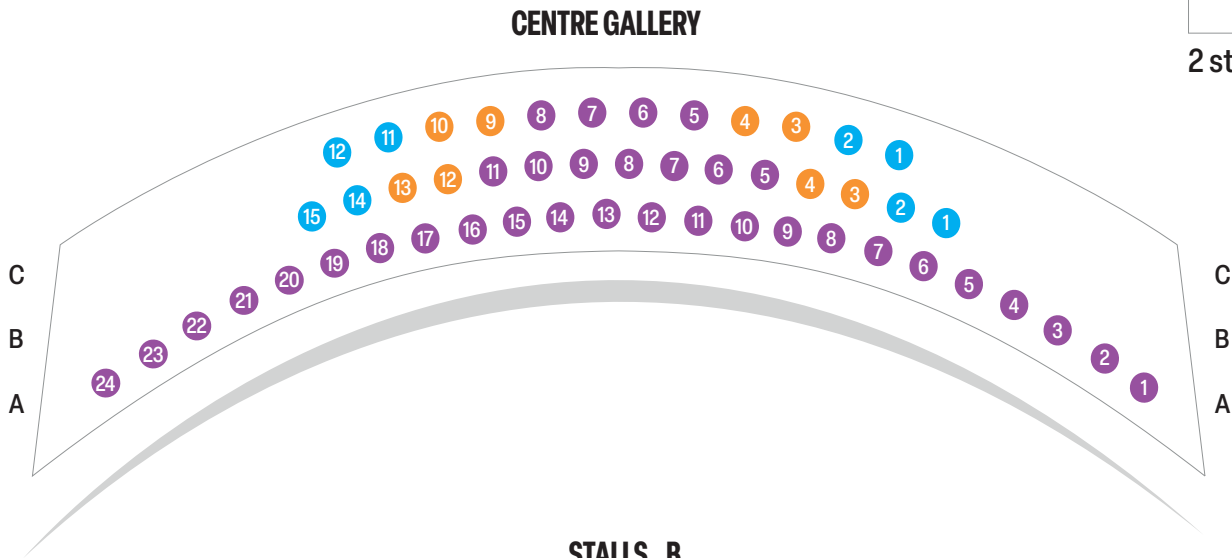 CENTRE GALLERY
2 st
12 11 10 9 8 7 6 5 4 3 2 1
15 14 13 12 11 10 9 8 7 6 5 4 3 2 1
24 23 22 21 20 19 18 17 16 15 14 13 12 11 10 9 8 7 6 5 4 3 2 1
C C
B B
A A
STALLS B